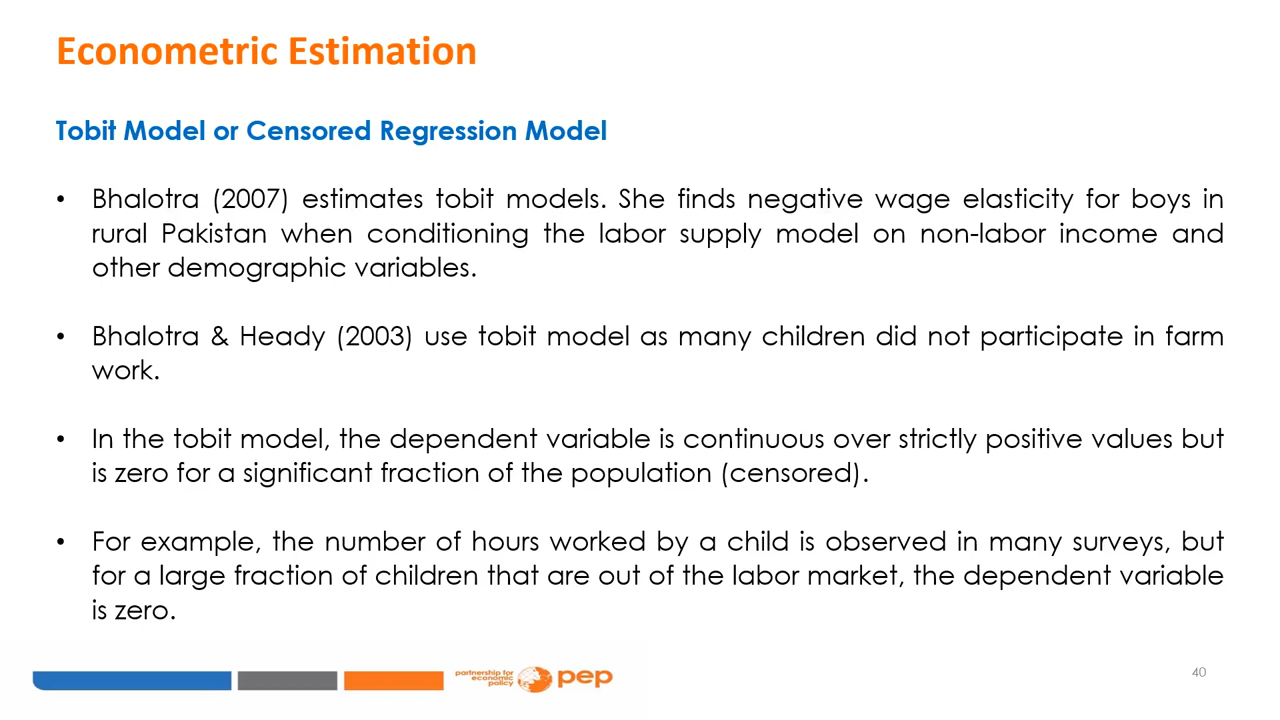 Econometric Estimation
Tobit Model or Censored Regression Model
• Bhalotra (2007) estimates tobit models. She finds negative wage elasticity for boys in
rural Pakistan when conditioning the labor supply model on non-labor income and
other demographic variables.
• Bhalotra & Heady (2003) use tobit model as many children did not participate in farm
work.
• In the tobit model, the dependent variable is continuous over strictly positive values but
is zero for a significant fraction of the population (censored).
• For example, the number of hours worked by a child is observed in many surveys, but
for a large fraction of children that are out of the labor market, the dependent variable
is zero.
partnership for
economic
policy
pep
40